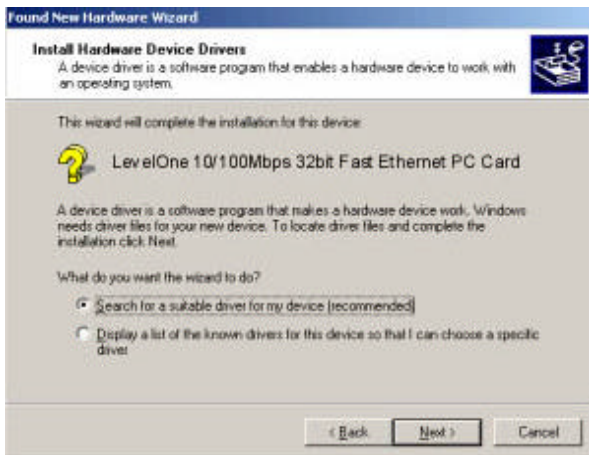 Found New Hardware Wizard
Install Hardware Device Drivers
A device driver is a software program that enables a hardware device to work with
an operating system.
This wizard will complete the installation for this device:
LevelOne 10/100Mbps 32bit Fast Ethernet PC Card
A device driver is a software program that makes a hardware device work. Windows
needs driver files for your new device. To locate driver files and complete the
installation click Next.
What do you want the wizard to do?
Search for a suitable driver for my device (recommended)
Display a list of the known drivers for this device so that I can choose a specific
driver
< Back
Next >
Cancel